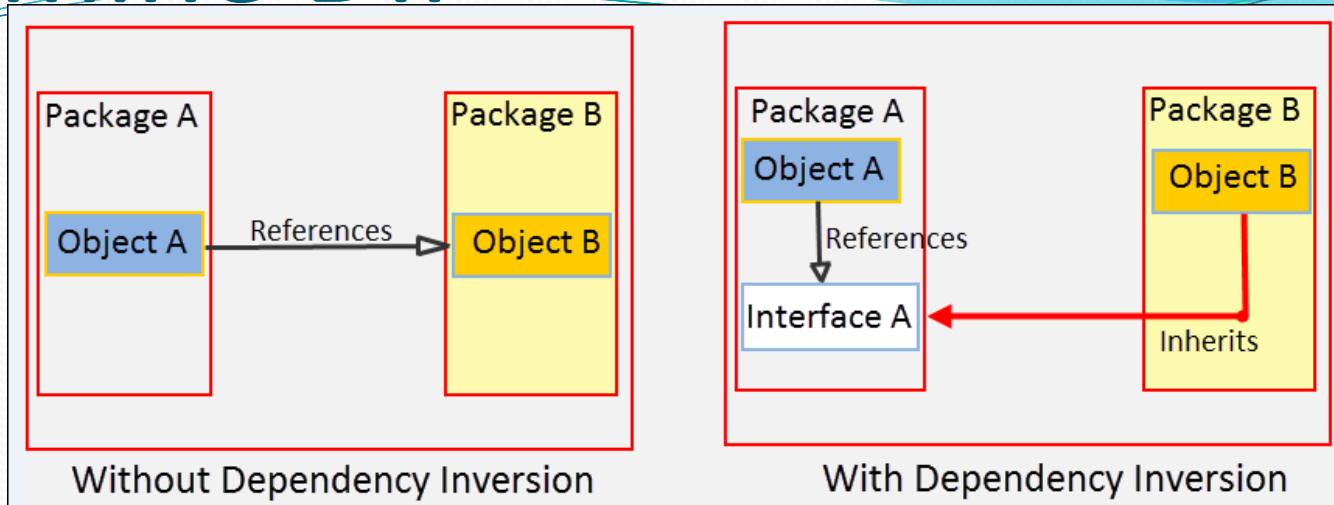 Package A
Package B
Object A
References
Object B
Without Dependency Inversion
Package A
Package B
Object A
Object B
References
Interface A
Inherits
With Dependency Inversion